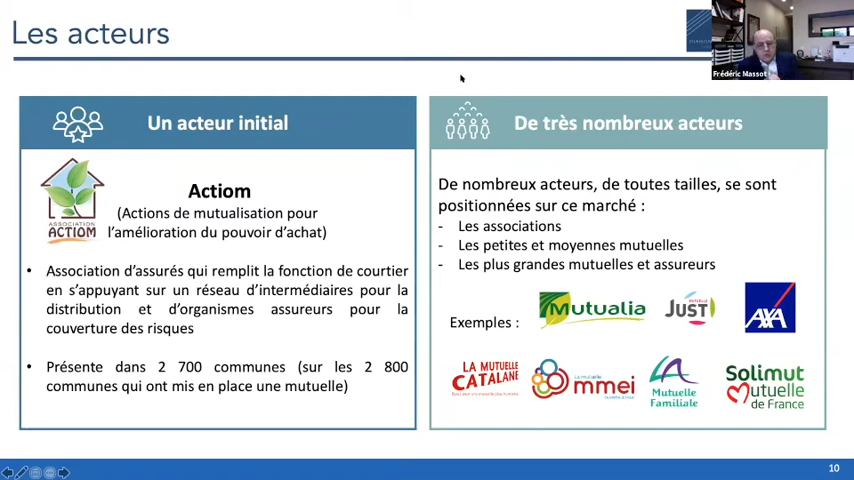 Les acteurs
Frédéric Massot
Un acteur initial
ASSOCIATION
ACTIOM
Actiom
(Actions de mutualisation pour
l'amélioration du pouvoir d'achat)
• Association d'assurés qui remplit la fonction de courtier
en s'appuyant sur un réseau d'intermédiaires pour la
distribution et d'organismes assureurs pour la
couverture des risques
• Présente dans 2 700 communes (sur les 2 800
communes qui ont mis en place une mutuelle)
De très nombreux acteurs
De nombreux acteurs, de toutes tailles, se sont
positionnées sur ce marché :
- Les associations
- Les petites et moyennes mutuelles
- Les plus grandes mutuelles et assureurs
Exemples :
Mutualia
MUTUELLE
JUST
AXA
LA MUTUELLE
CATALANE
La mutuelle
mmei
Mutuelle
Familiale
Solimut
Mutuelle
de France
10